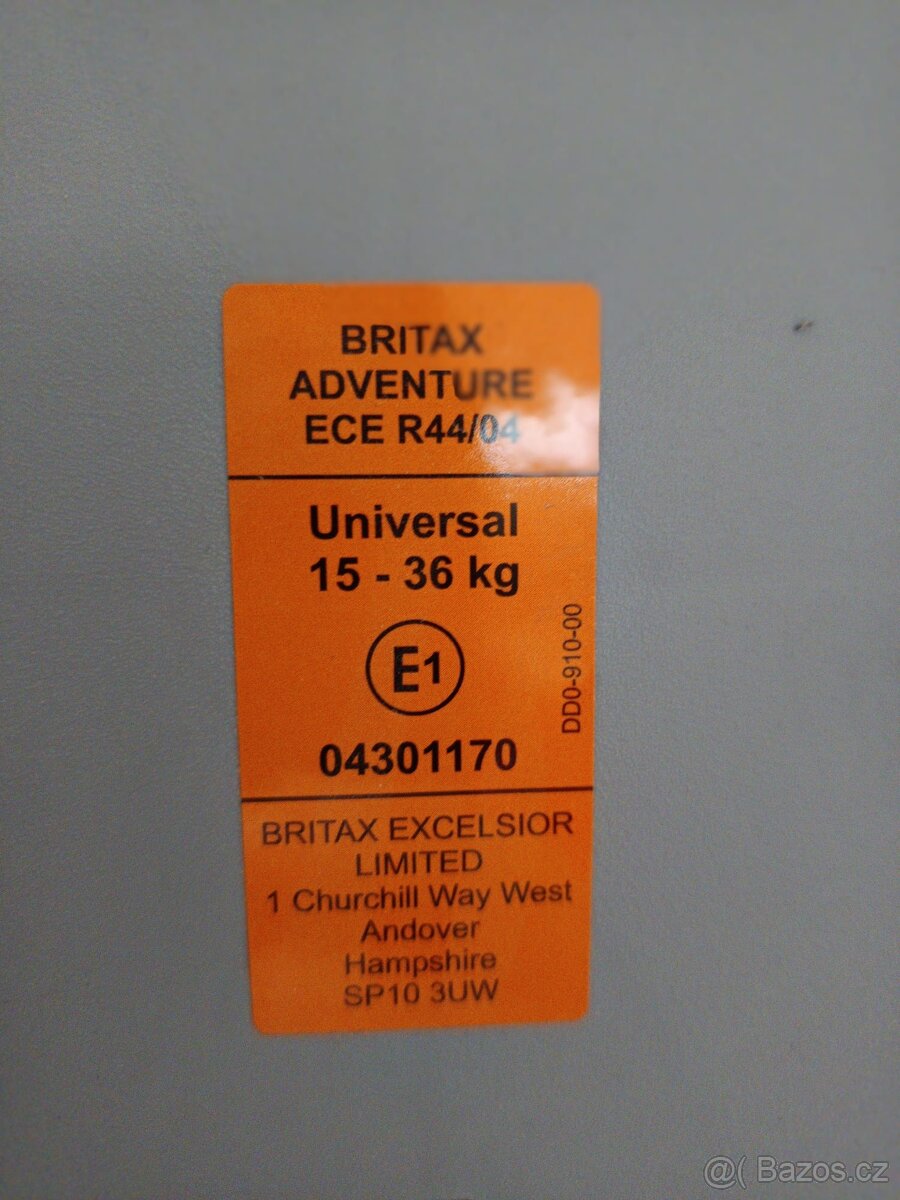 BRITAX
ADVENTURE
ECE R44/04
Universal
15 - 36 kg
E1
DD0-910-00
04301170
BRITAX EXCELSIOR
LIMITED
1 Churchill Way West
Andover
Hampshire
SP10 3UW
@( Bazos.cz